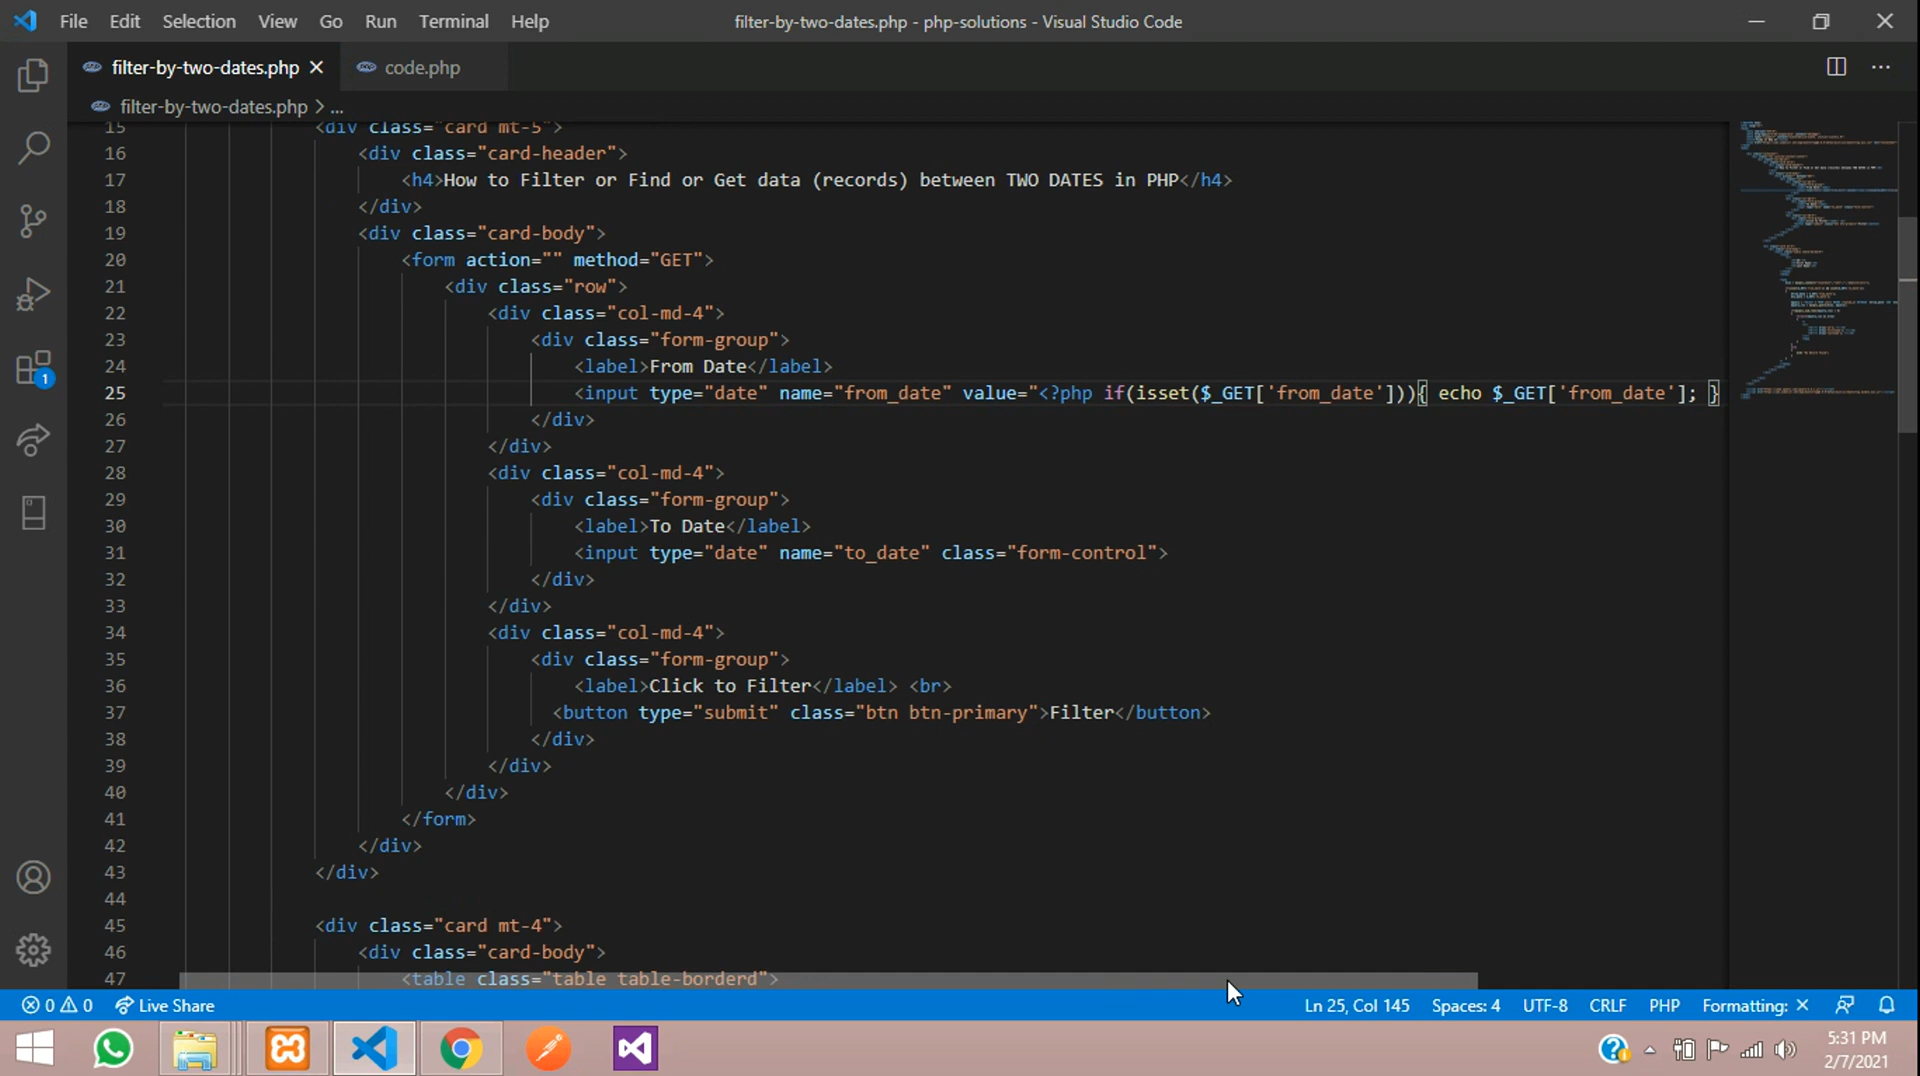 File Edit Selection View Go Run Terminal Help filter-by-two-dates.php - php-solutions - Visual Studio Code
filter-by-two-dates.php code.php
filter-by-two-dates.php > ...
15 <div class="card mt-5">
16 <div class="card-header">
17 <h4>How to Filter or Find or Get data (records) between TWO DATES in PHP</h4>
18 </div>
19 <div class="card-body">
20 <form action="" method="GET">
21 <div class="row">
22 <div class="col-md-4">
23 <div class="form-group">
24 <label>From Date</label>
25 <input type="date" name="from_date" value="<?php if(isset($_GET['from_date'])){ echo $_GET['from_date']; }
26 </div>
27 </div>
28 <div class="col-md-4">
29 <div class="form-group">
30 <label>To Date</label>
31 <input type="date" name="to_date" class="form-control">
32 </div>
33 </div>
34 <div class="col-md-4">
35 <div class="form-group">
36 <label>Click to Filter</label> <br>
37 <button type="submit" class="btn btn-primary">Filter</button>
38 </div>
39 </div>
40 </div>
41 </form>
42 </div>
43 </div>
44
45 <div class="card mt-4">
46 <div class="card-body">
47 <table class="table table-borderd">
1
0 0 Live Share Ln 25, Col 145 Spaces: 4 UTF-8 CRLF PHP Formatting: ×
5:31 PM
2/7/2021